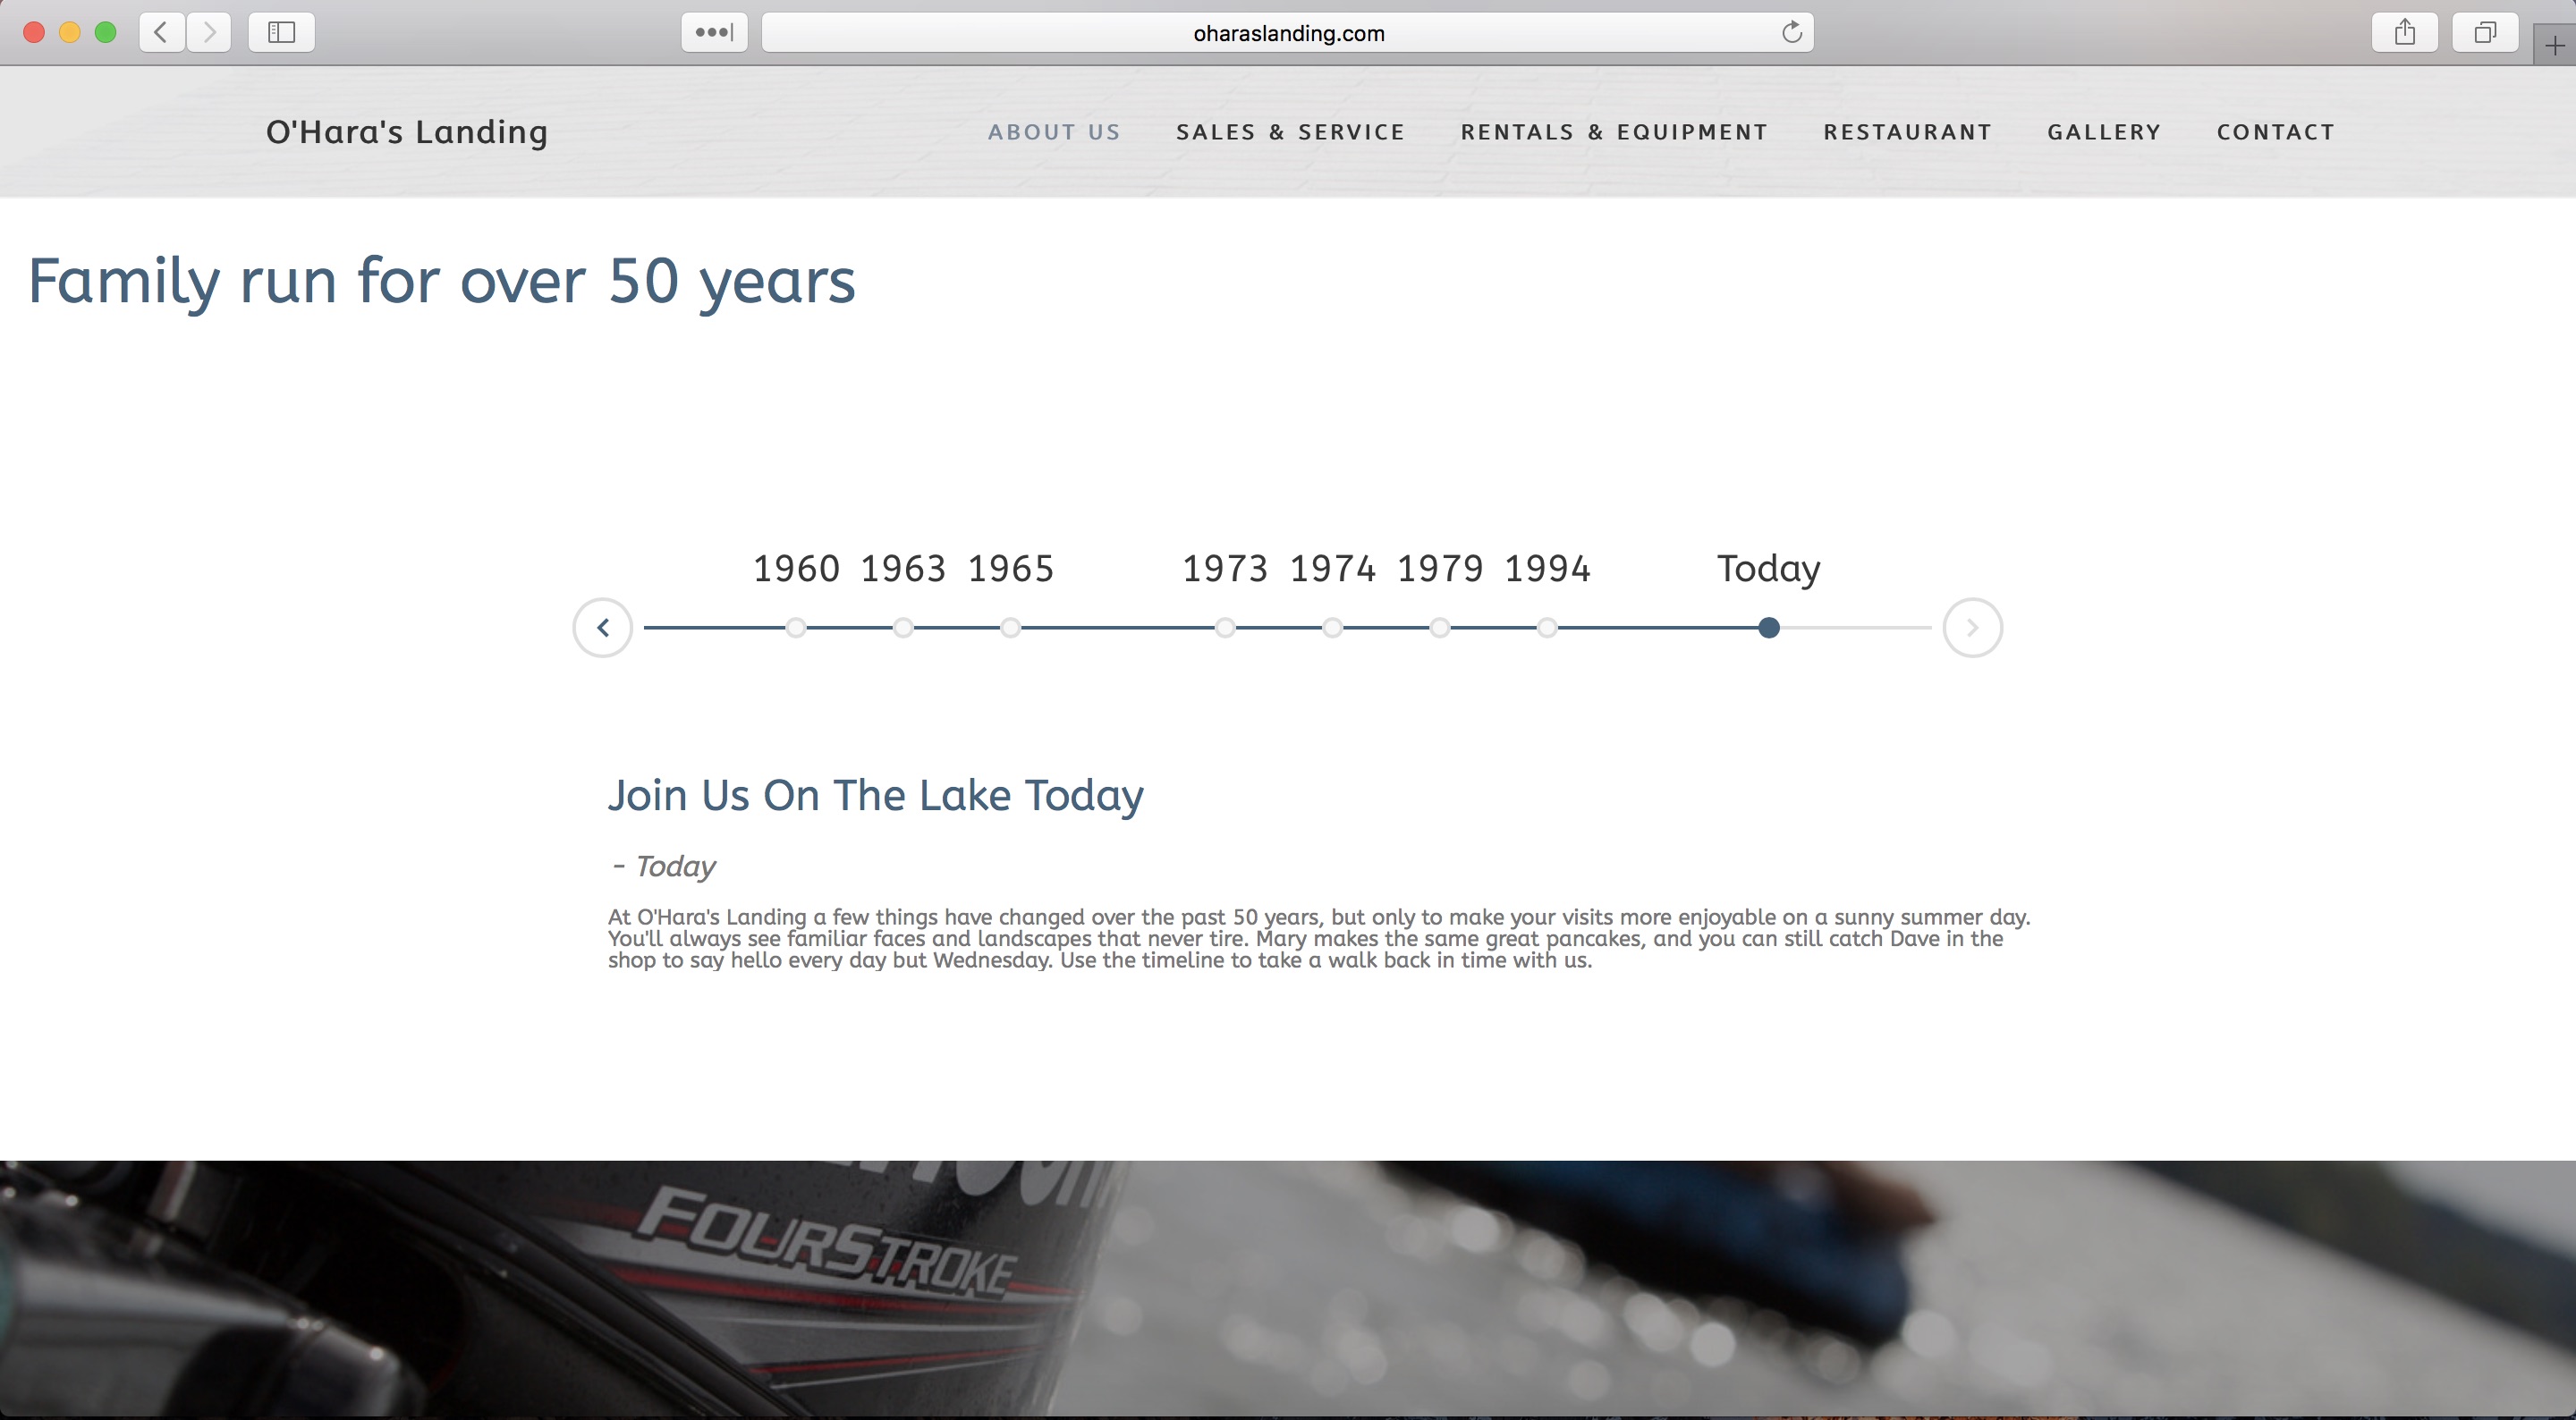 oharaslanding.com
O'Hara's Landing
ABOUT US
SALES & SERVICE
RENTALS & EQUIPMENT
RESTAURANT
GALLERY
CONTACT
Family run for over 50 years
1960 1963 1965 1973 1974 1979 1994 Today
Join Us On The Lake Today
- Today
At O'Hara's Landing a few things have changed over the past 50 years, but only to make your visits more enjoyable on a sunny summer day.
You'll always see familiar faces and landscapes that never tire. Mary makes the same great pancakes, and you can still catch Dave in the
shop to say hello every day but Wednesday. Use the timeline to take a walk back in time with us.
FOURSTROKE